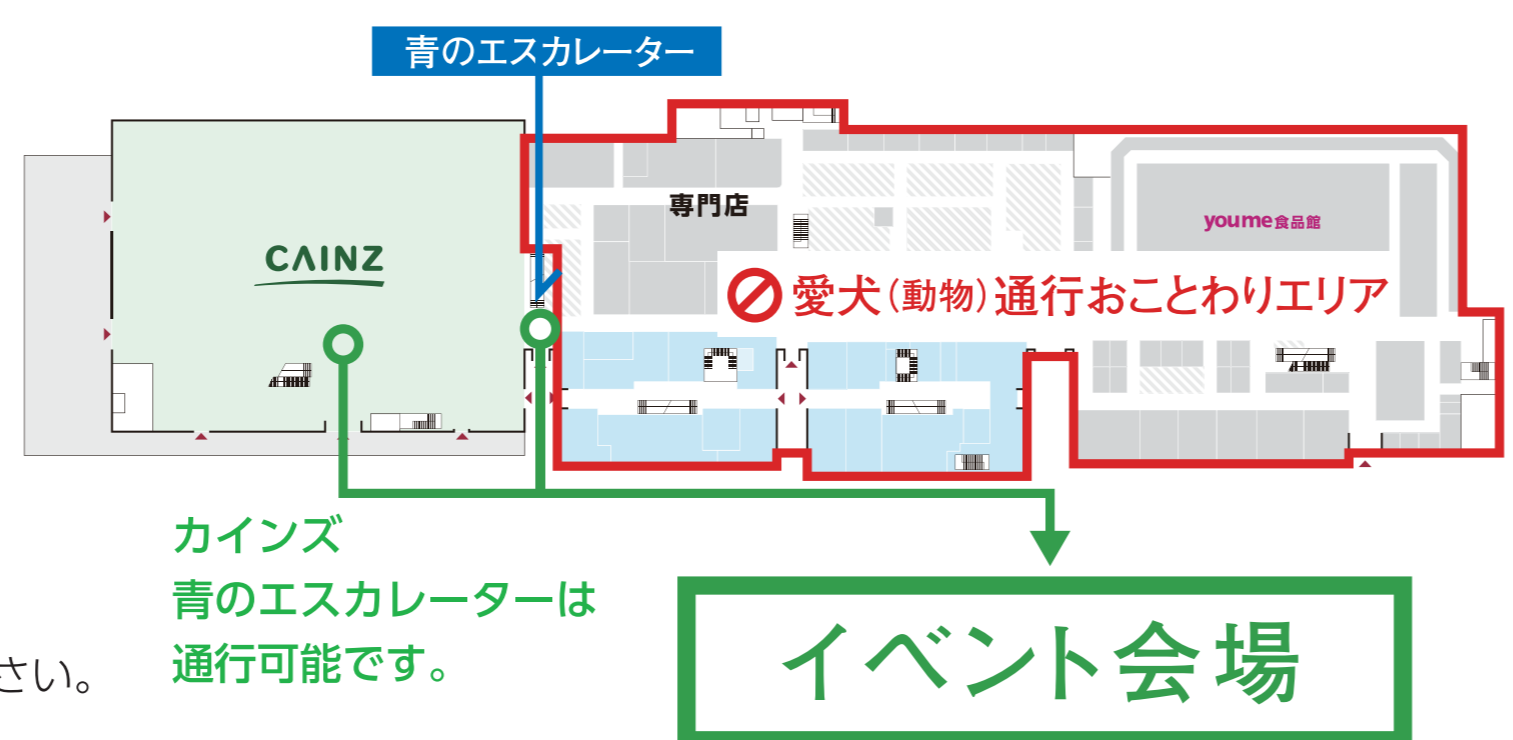 青のエスカレーター
CAINZ
専門店
youme食品館
愛犬(動物)通行おことわりエリア
カインズ
青のエスカレーターは
通行可能です。
さい。
イベント会場